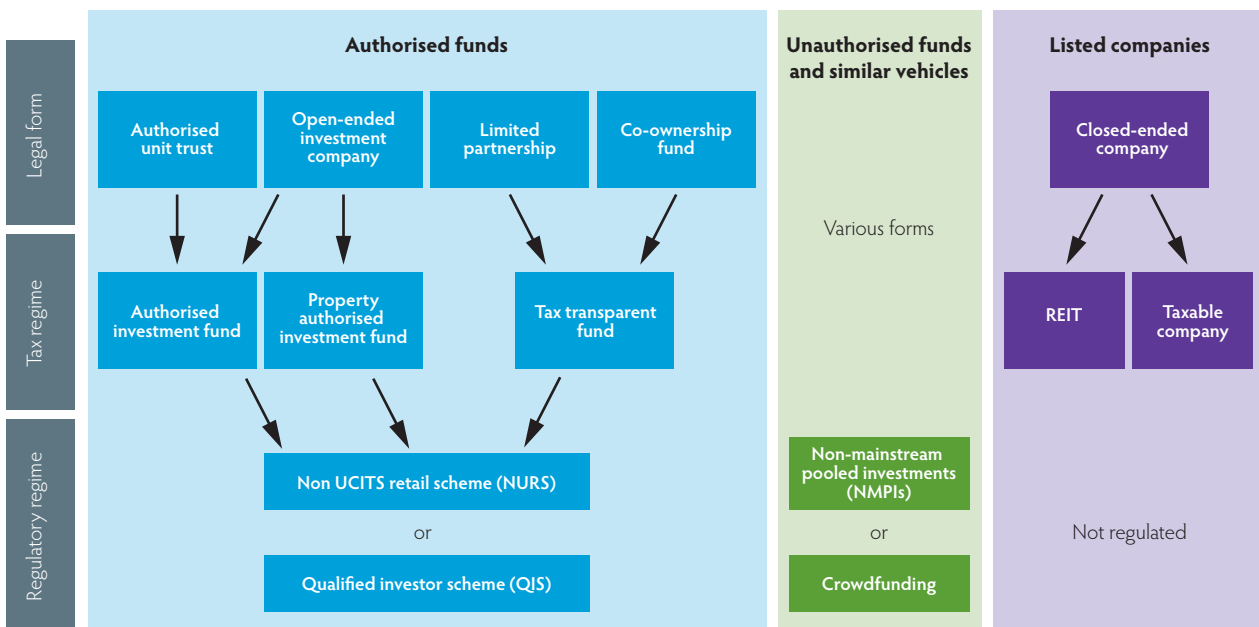 Authorised funds
Unauthorised funds
and similar vehicles
Listed companies
Legal form
Authorised
unit trust
Open-ended
investment
company
Limited
partnership
Co-ownership
fund
Various forms
Closed-ended
company
Tax regime
Authorised
investment fund
Property
authorised
investment fund
Tax transparent
fund
REIT
Taxable
company
Regulatory regime
Non UCITS retail scheme (NURS)
or
Qualified investor scheme (QIS)
Non-mainstream
pooled investments
(NMPIs)
or
Crowdfunding
Not regulated